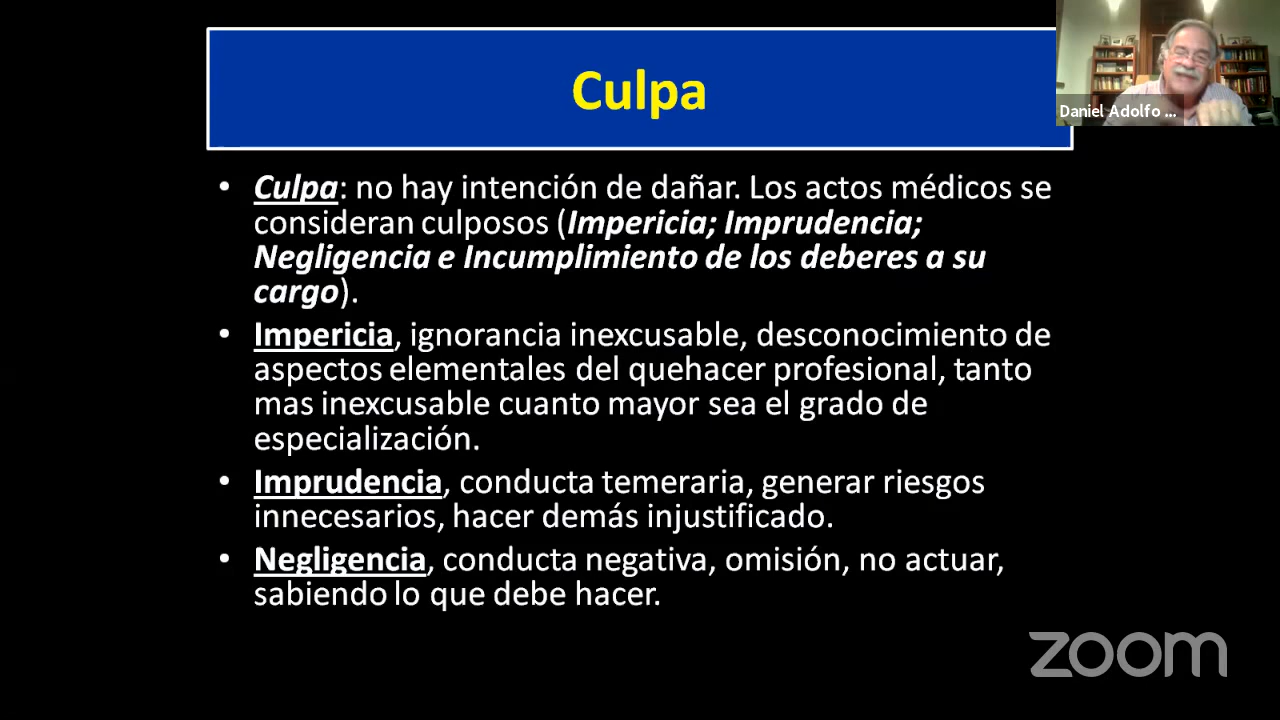 Culpa
Daniel Adolfo ...
• Culpa: no hay intención de dañar. Los actos médicos se
consideran culposos (Impericia; Imprudencia;
Negligencia e Incumplimiento de los deberes a su
cargo).
• Impericia, ignorancia inexcusable, desconocimiento de
aspectos elementales del quehacer profesional, tanto
mas inexcusable cuanto mayor sea el grado de
especialización.
• Imprudencia, conducta temeraria, generar riesgos
innecesarios, hacer demás injustificado.
• Negligencia, conducta negativa, omisión, no actuar,
sabiendo lo que debe hacer.
zoom